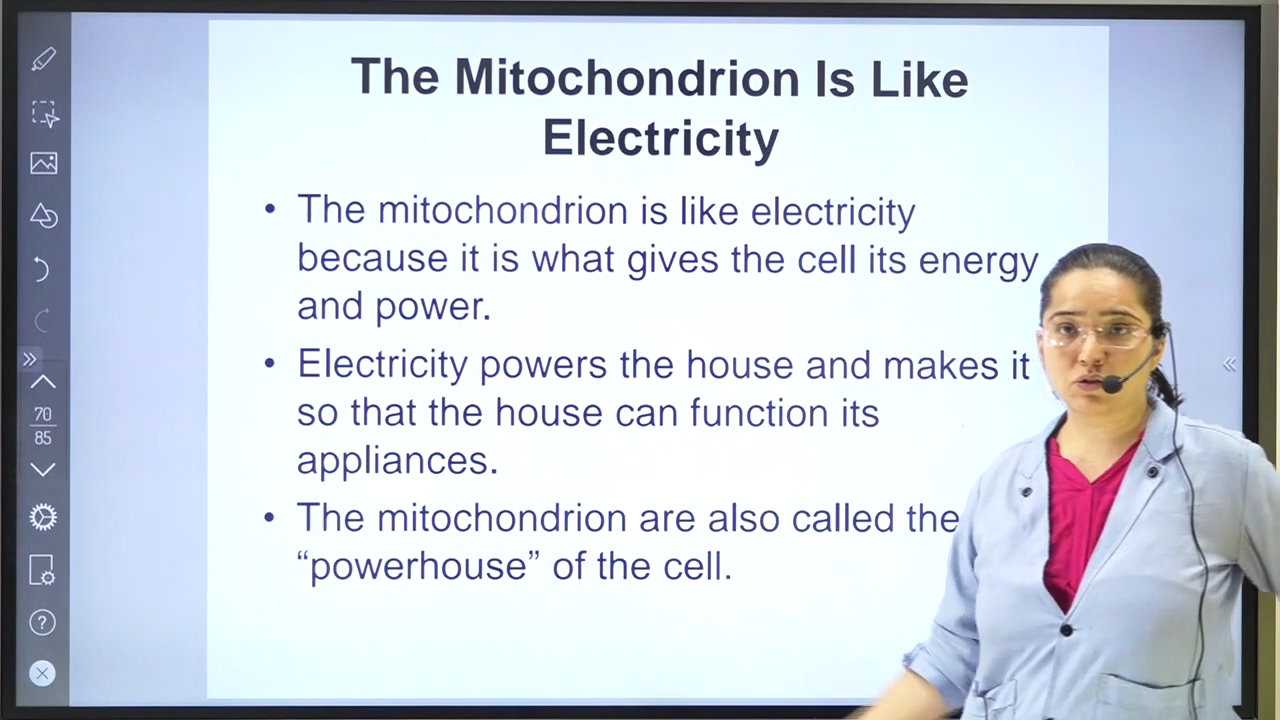 The Mitochondrion Is Like
Electricity
• The mitochondrion is like electricity
because it is what gives the cell its energy
and power.
• Electricity powers the house and makes it
so that the house can function its
appliances.
• The mitochondrion are also called the
“powerhouse” of the cell.
70
85
?